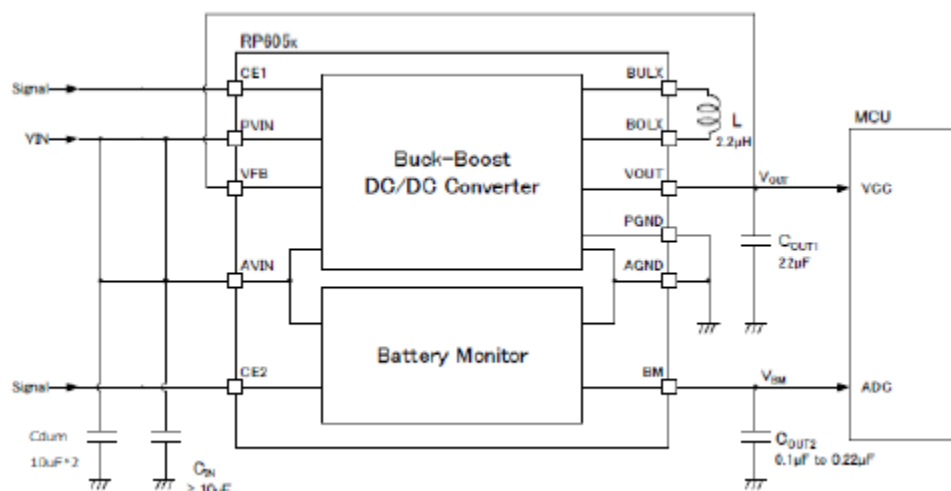 RP605x
CE1
BULX
Signal
L
2.2μH
MCU
PVIN
BOLX
VIN
Buck-Boost
DC/DC Converter
VFB
VOUT
VOUT
VCC
PGND
COUT1
22μF
AVIN
AGND
Battery Monitor
CE2
BM
VBM
Signal
ADC
Cdum
10uF*2
CIN
≥ 10μF
COUT2
0.1μF to 0.22μF